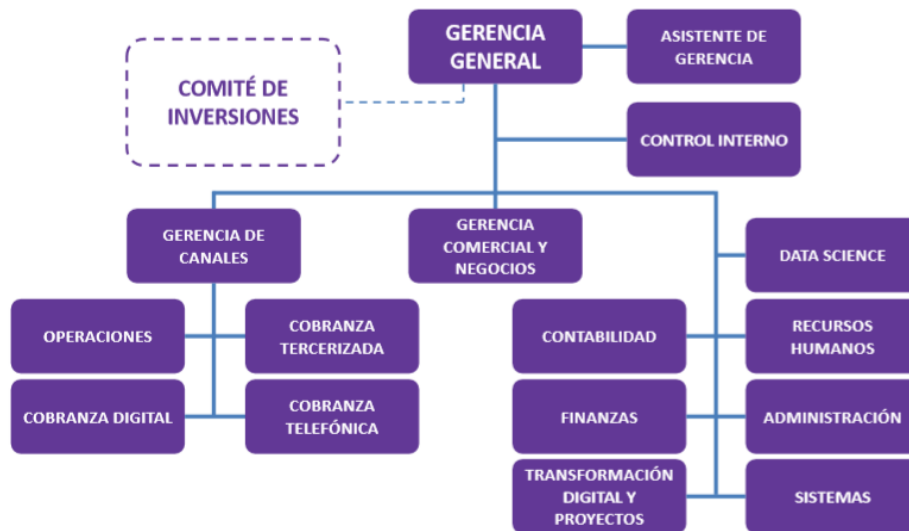 GERENCIA
GENERAL
ASISTENTE DE
GERENCIA
COMITÉ DE
INVERSIONES
CONTROL INTERNO
GERENCIA DE
CANALES
GERENCIA
COMERCIAL Y
NEGOCIOS
DATA SCIENCE
OPERACIONES
COBRANZA
TERCERIZADA
CONTABILIDAD
RECURSOS
HUMANOS
COBRANZA DIGITAL
COBRANZA
TELEFÓNICA
FINANZAS
ADMINISTRACIÓN
TRANSFORMACIÓN
DIGITAL Y
PROYECTOS
SISTEMAS